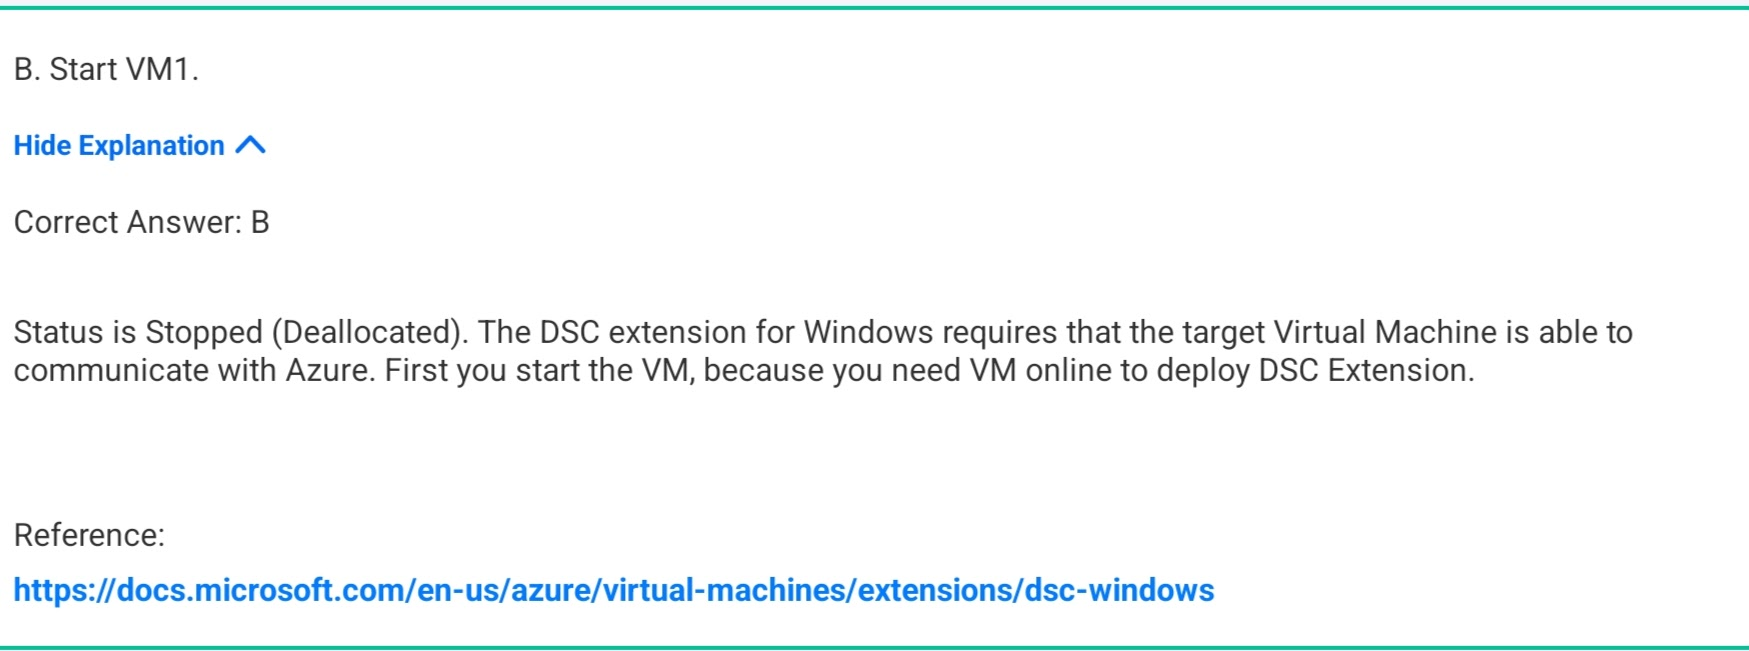 B. Start VM1.
Hide Explanation
Correct Answer: B
Status is Stopped (Deallocated). The DSC extension for Windows requires that the target Virtual Machine is able to
communicate with Azure. First you start the VM, because you need VM online to deploy DSC Extension.
Reference:
https://docs.microsoft.com/en-us/azure/virtual-machines/extensions/dsc-windows